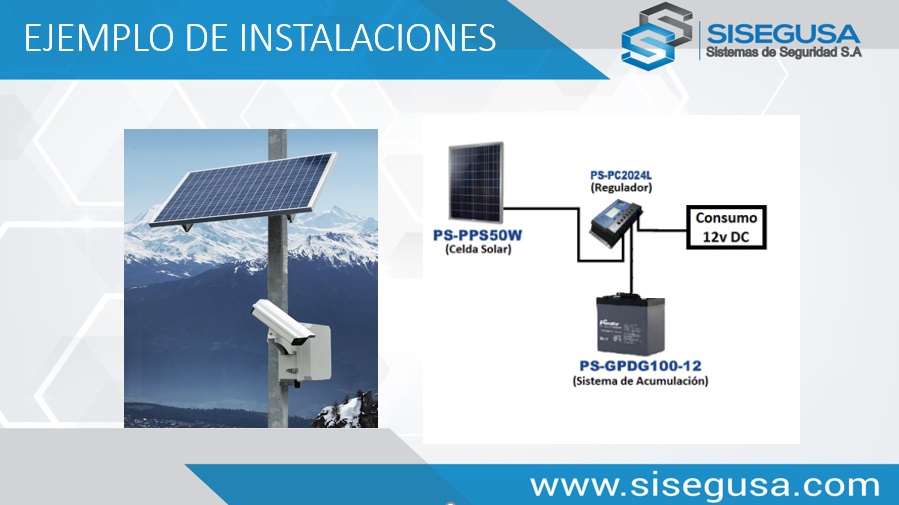 EJEMPLO DE INSTALACIONES
SISEGUSA
Sistemas de Seguridad S.A
PS-PC2024L
(Regulador)
Consumo
12v DC
PS-PPS50W
(Celda Solar)
PS-GPDG100-12
(Sistema de Acumulación)
www.sisegusa.com